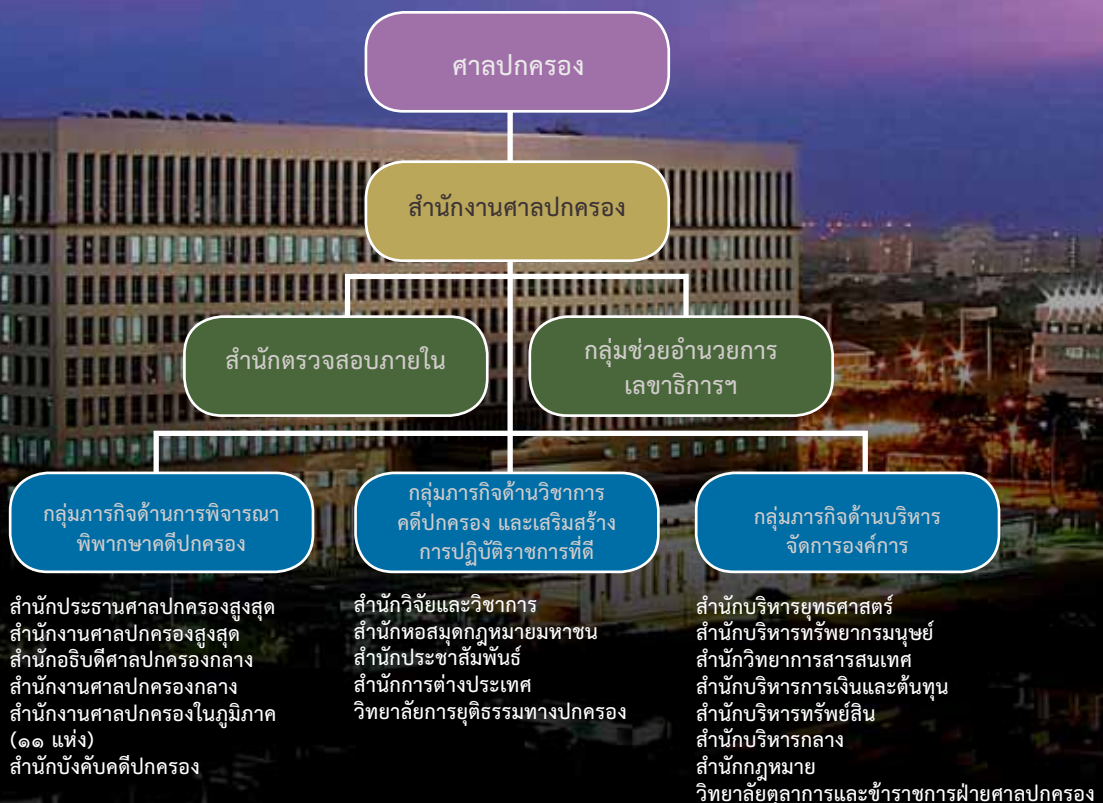 ศาลปกครอง
สำนักงานศาลปกครอง
สำนักตรวจสอบภายใน
กลุ่มช่วยอำนวยการ
เลขาธิการฯ
กลุ่มภารกิจด้านการพิจารณา
พิพากษาคดีปกครอง
กลุ่มภารกิจด้านวิชาการ
คดีปกครอง และเสริมสร้าง
การปฏิบัติราชการที่ดี
กลุ่มภารกิจด้านบริหาร
จัดการองค์การ
สำนักประธานศาลปกครองสูงสุด
สำนักงานศาลปกครองสูงสุด
สำนักอธิบดีศาลปกครองกลาง
สำนักงานศาลปกครองกลาง
สำนักงานศาลปกครองในภูมิภาค
(๑๑ แห่ง)
สำนักบังคับคดีปกครอง
สำนักวิจัยและวิชาการ
สำนักหอสมุดกฎหมายมหาชน
สำนักประชาสัมพันธ์
สำนักการต่างประเทศ
วิทยาลัยการยุติธรรมทางปกครอง
สำนักบริหารยุทธศาสตร์
สำนักบริหารทรัพยากรมนุษย์
สำนักวิทยาการสารสนเทศ
สำนักบริหารการเงินและต้นทุน
สำนักบริหารทรัพย์สิน
สำนักบริหารกลาง
สำนักกฎหมาย
วิทยาลัยตุลาการและข้าราชการฝ่ายศาลปกครอง